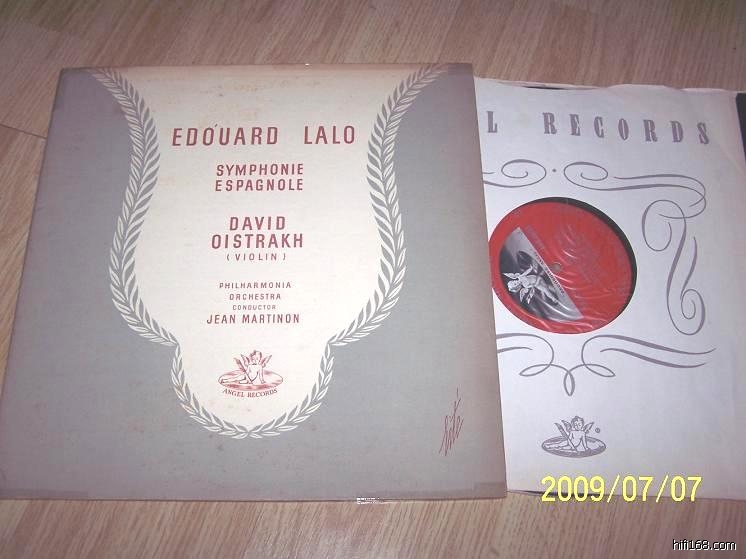 EDOUARD LALO
SYMPHONIE
ESPAGNOLE
DAVID
OISTRAKH
( VIOLIN )
PHILHARMONIA
ORCHESTRA
CONDUCTOR
JEAN MARTINON
ANGEL RECORDS
L RECORDS
®
2009/07/07
hifi168.com